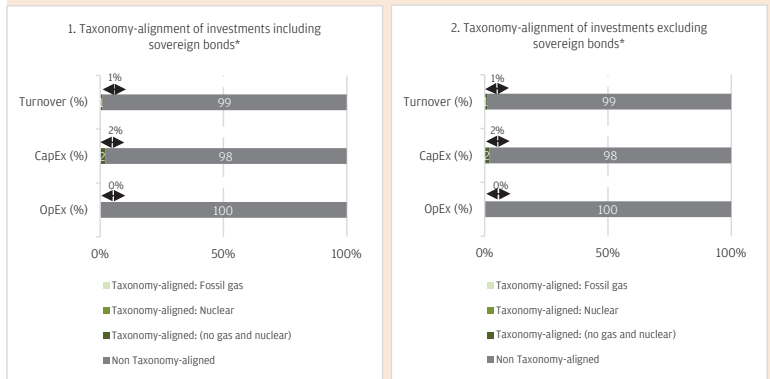 1. Taxonomy-alignment of investments including
sovereign bonds*
1%
Turnover (%)
1
99
2%
CapEx (%)
2
98
0%
OpEx (%)
100
0%
50%
100%
Taxonomy-aligned: Fossil gas
Taxonomy-aligned: Nuclear
Taxonomy-aligned: (no gas and nuclear)
Non Taxonomy-aligned
2. Taxonomy-alignment of investments excluding
sovereign bonds*
1%
Turnover (%)
1
99
2%
CapEx (%)
2
98
0%
OpEx (%)
100
0%
50%
100%
Taxonomy-aligned: Fossil gas
Taxonomy-aligned: Nuclear
Taxonomy-aligned: (no gas and nuclear)
Non Taxonomy-aligned